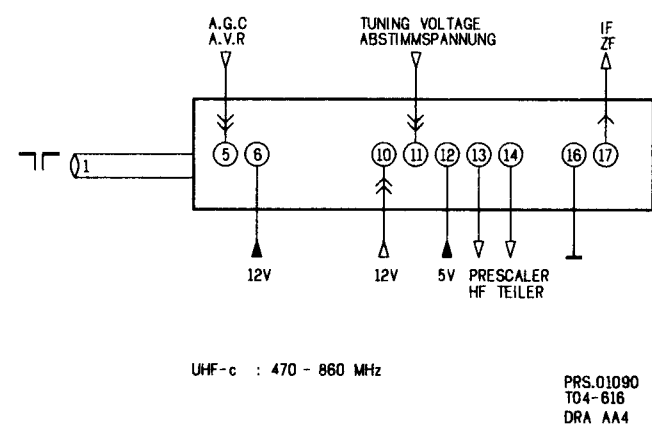 A.G.C
A.V.R
TUNING VOLTAGE
ABSTIMMSPANNUNG
IF
ZF
1
5 6 10 11 12 13 14 16 17
12V 12V 5V PRESCALER
HF TEILER
UHF-c : 470 - 860 MHz
PRS.01090
T04-616
DRA AA4